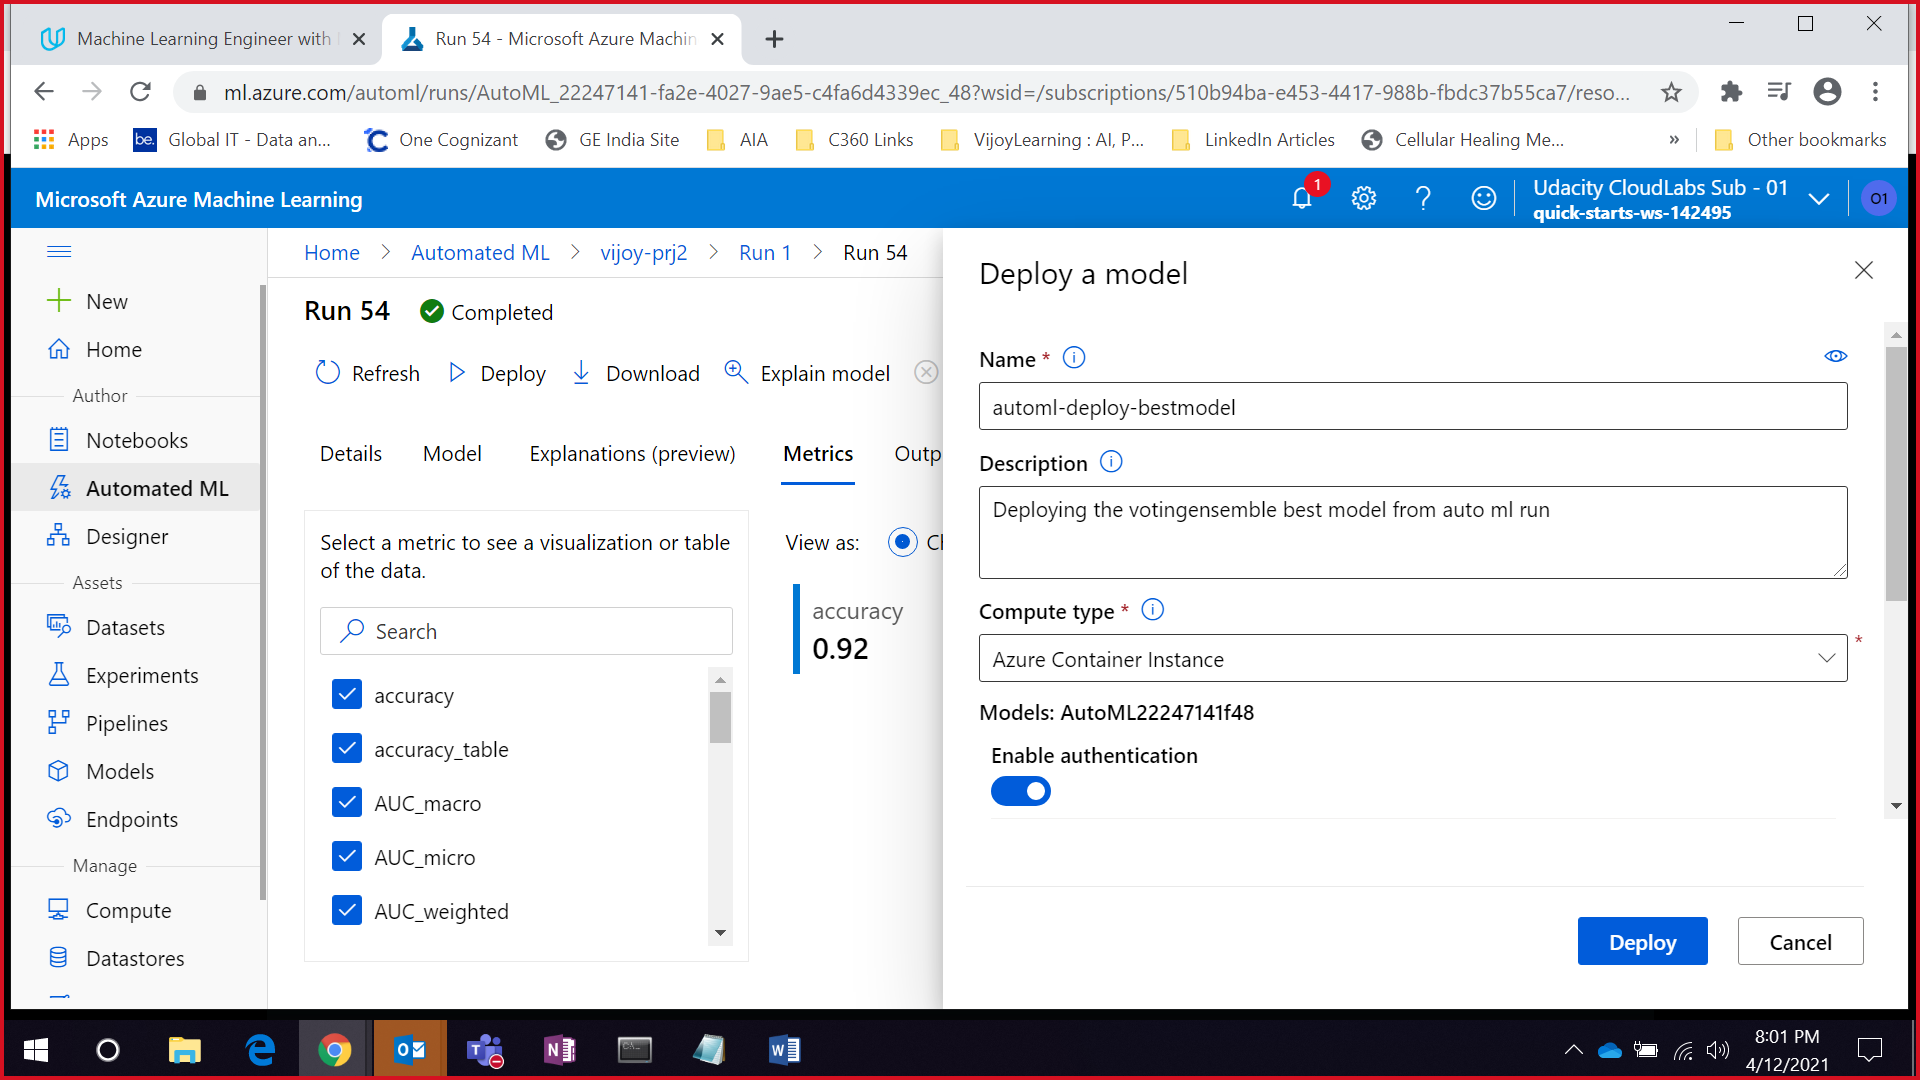 Machine Learning Engineer with
Run 54 - Microsoft Azure Machin
ml.azure.com/automl/runs/AutoML_22247141-fa2e-4027-9ae5-c4fa6d4339ec_48?wsid=/subscriptions/510b94ba-e453-4417-988b-fbdc37b55ca7/reso...
Apps
be.
Global IT - Data an...
One Cognizant
GE India Site
AIA
C360 Links
VijoyLearning : AI, P...
LinkedIn Articles
Cellular Healing Me...
»
Other bookmarks
Microsoft Azure Machine Learning
1
Udacity CloudLabs Sub - 01
quick-starts-ws-142495
O1
Home > Automated ML > vijoy-prj2 > Run 1 > Run 54
New
Home
Author
Notebooks
Automated ML
Designer
Assets
Datasets
Experiments
Pipelines
Models
Endpoints
Manage
Compute
Datastores
Run 54
Completed
Refresh
Deploy
Download
Explain model
Details
Model
Explanations (preview)
Metrics
Outp
Select a metric to see a visualization or table
of the data.
Search
accuracy
accuracy_table
AUC_macro
AUC_micro
AUC_weighted
View as:
accuracy
0.92
Deploy a model
Name *
automl-deploy-bestmodel
Description
Deploying the votingensemble best model from auto ml run
Compute type *
Azure Container Instance
*
Models: AutoML22247141f48
Enable authentication
Deploy
Cancel
8:01 PM
4/12/2021